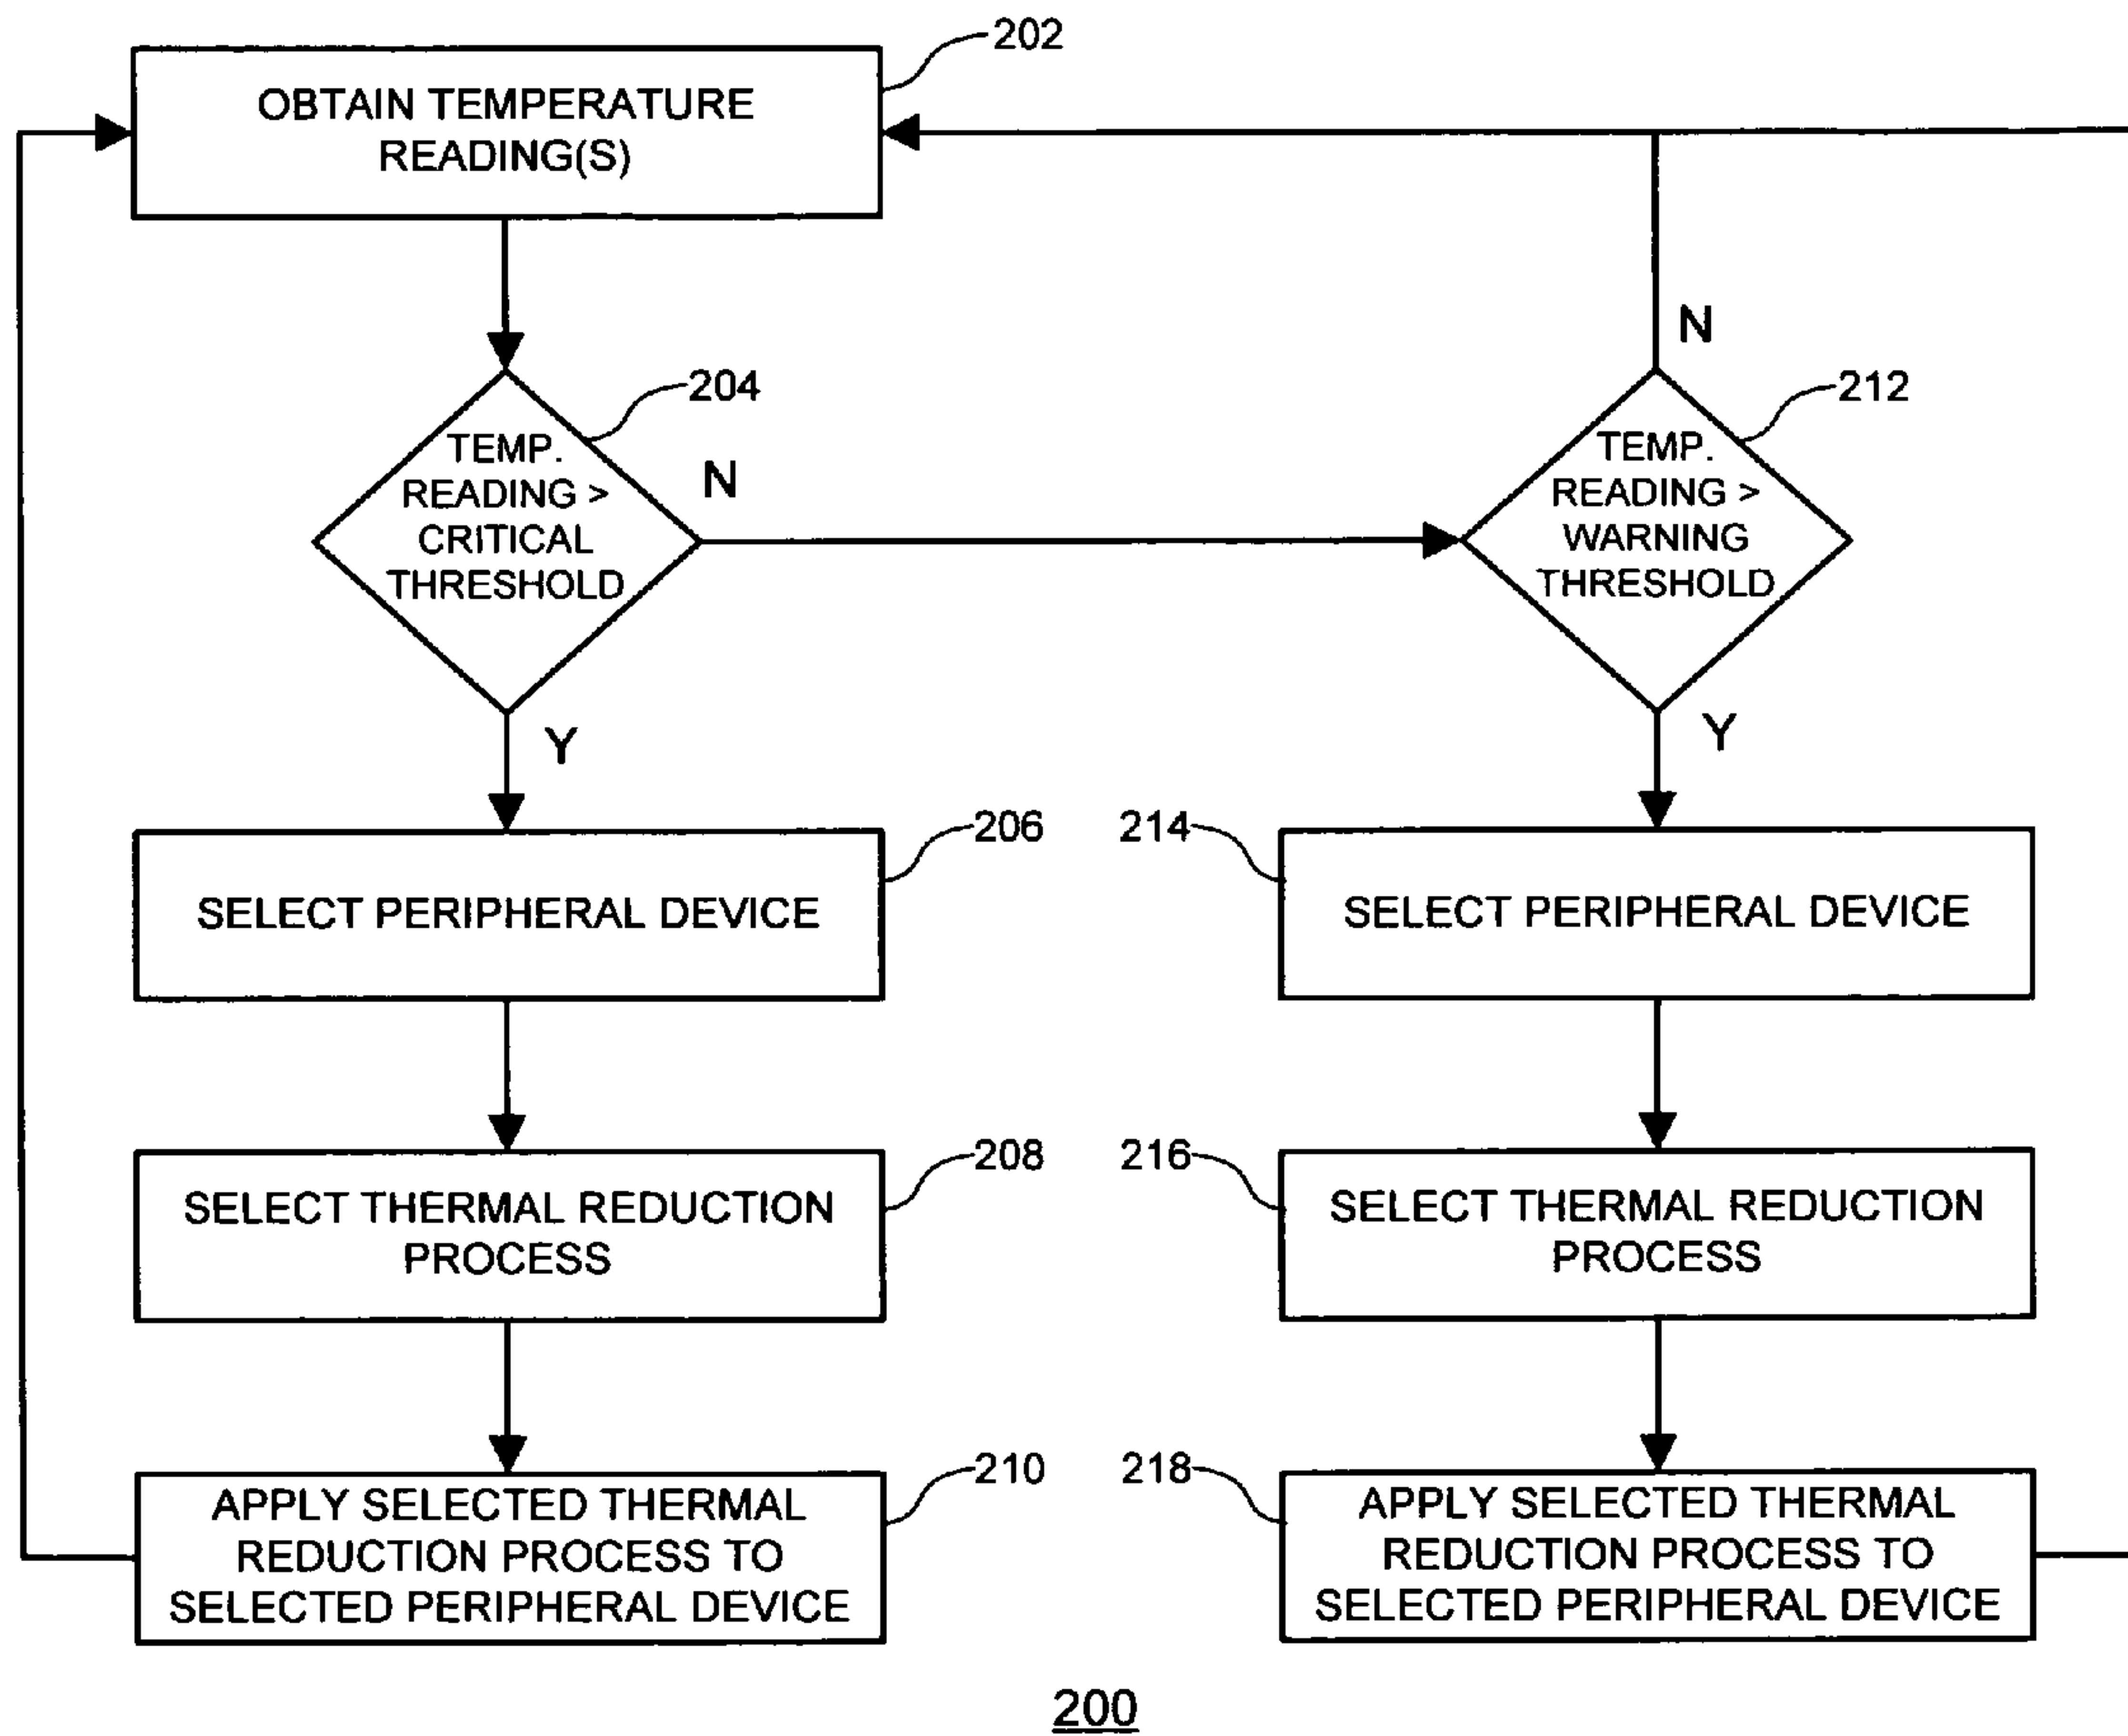 202
OBTAIN TEMPERATURE
READING(S)
204
TEMP.
READING >
CRITICAL
THRESHOLD
N
Y
212
TEMP.
READING >
WARNING
THRESHOLD
N
Y
206
SELECT PERIPHERAL DEVICE
214
SELECT PERIPHERAL DEVICE
208
SELECT THERMAL REDUCTION
PROCESS
216
SELECT THERMAL REDUCTION
PROCESS
210
APPLY SELECTED THERMAL
REDUCTION PROCESS TO
SELECTED PERIPHERAL DEVICE
218
APPLY SELECTED THERMAL
REDUCTION PROCESS TO
SELECTED PERIPHERAL DEVICE
200